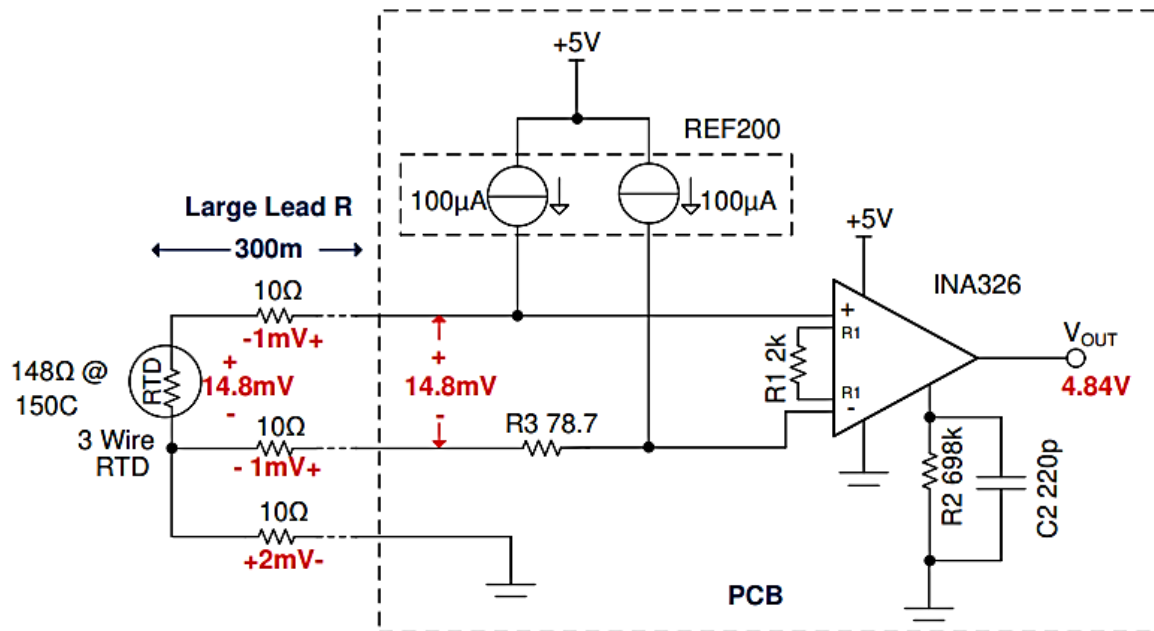 +5V
REF200
100µA
100µA
Large Lead R
300m
+5V
10Ω
-1mV+
INA326
+
R1
R1 2k
R1
-
VOUT
4.84V
148Ω @
150C
RTD
+
14.8mV
-
+
14.8mV
-
3 Wire
RTD
10Ω
- 1mV+
R3 78.7
10Ω
+2mV-
R2 698k
C2 220p
PCB